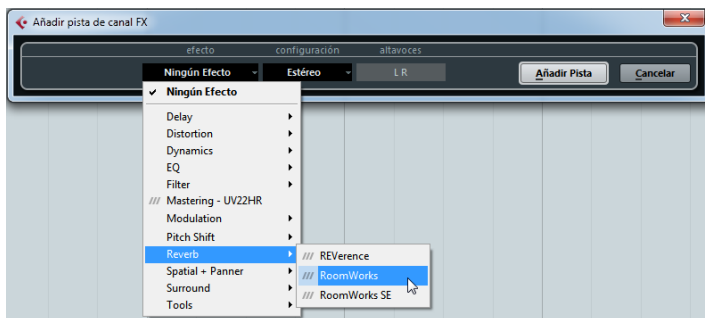 Añadir pista de canal FX
efecto configuración altavoces
Ningún Efecto Estéreo L R Añadir Pista Cancelar
Ningún Efecto
Delay
Distortion
Dynamics
EQ
Filter
Mastering - UV22HR
Modulation
Pitch Shift
Reverb
REVerence
RoomWorks
RoomWorks SE
Spatial + Panner
Surround
Tools